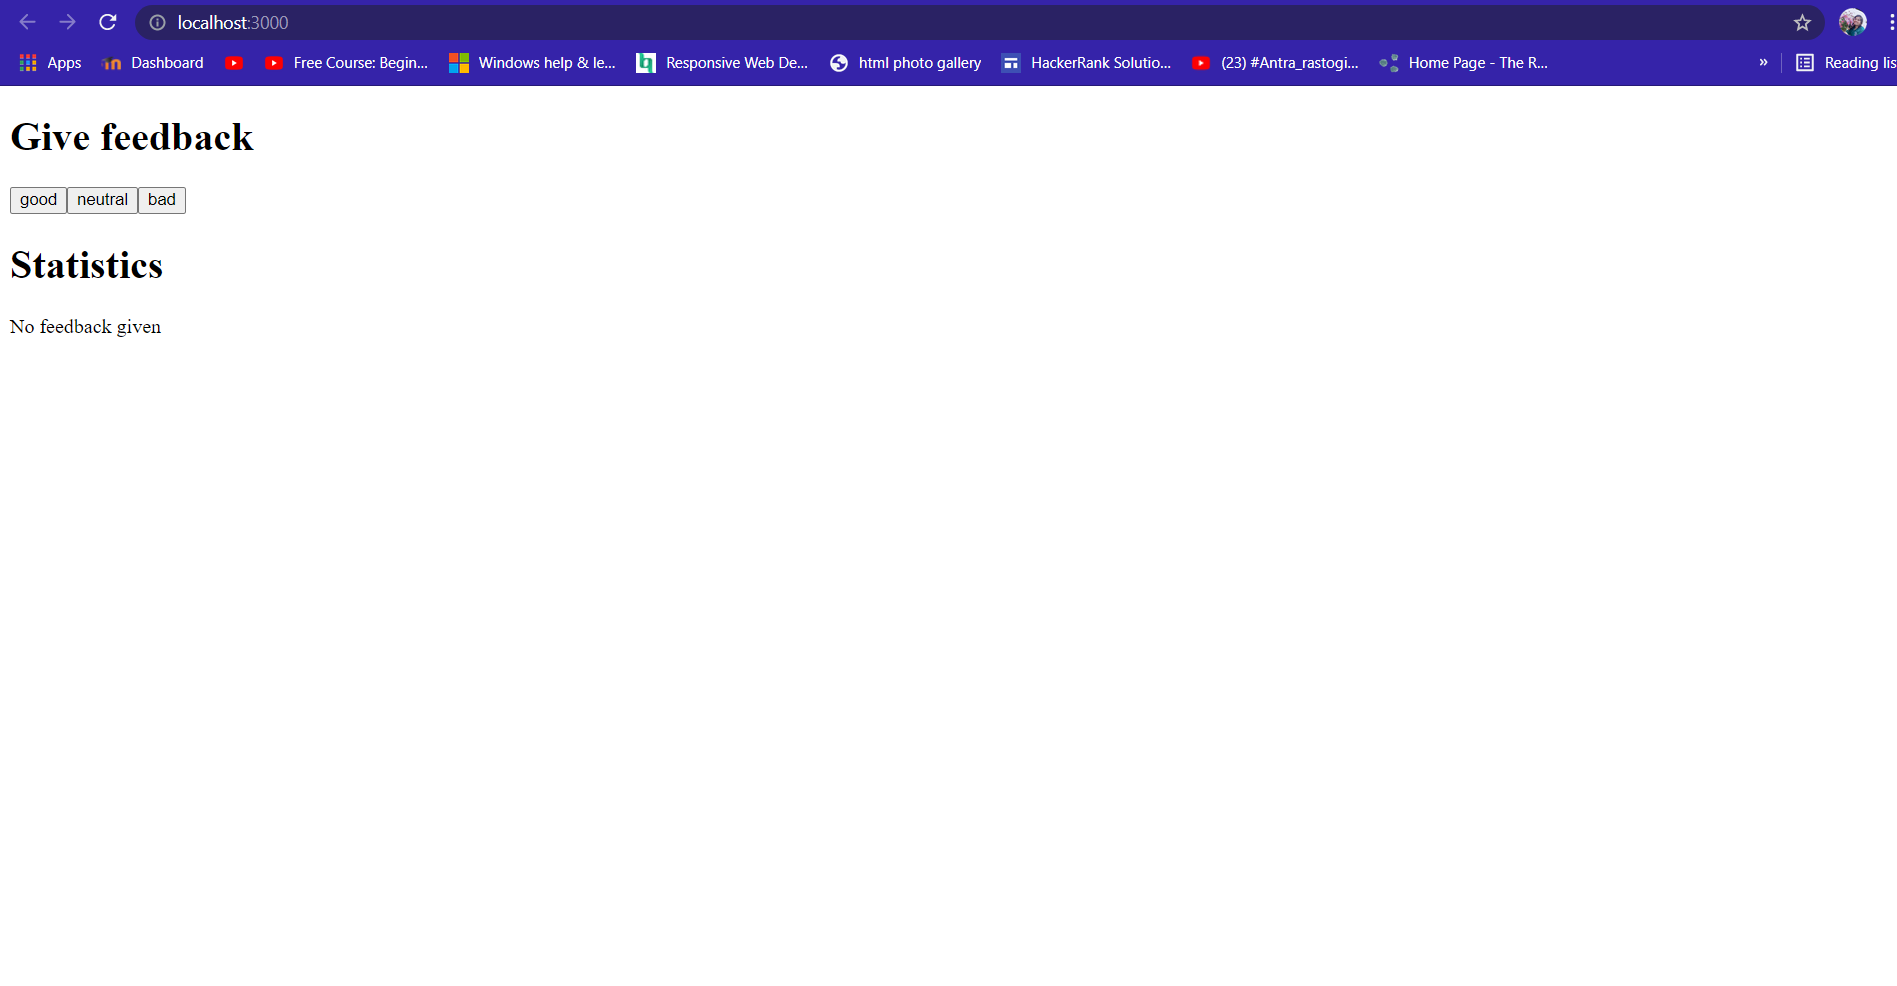 localhost:3000
Apps Dashboard Free Course: Begin... Windows help & le... Responsive Web De... html photo gallery HackerRank Solutio... (23) #Antra_rastogi... Home Page - The R... » Reading lis
Give feedback
good neutral bad
Statistics
No feedback given